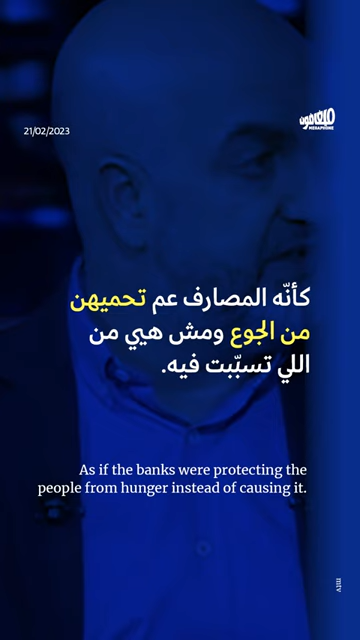 21/02/2023
ميغافون
MEGAPHONE
كأنّه المصارف عم تحميهن
من الجوع ومش هيي من
اللي تسبّبت فيه.
As if the banks were protecting the
people from hunger instead of causing it.
mtv